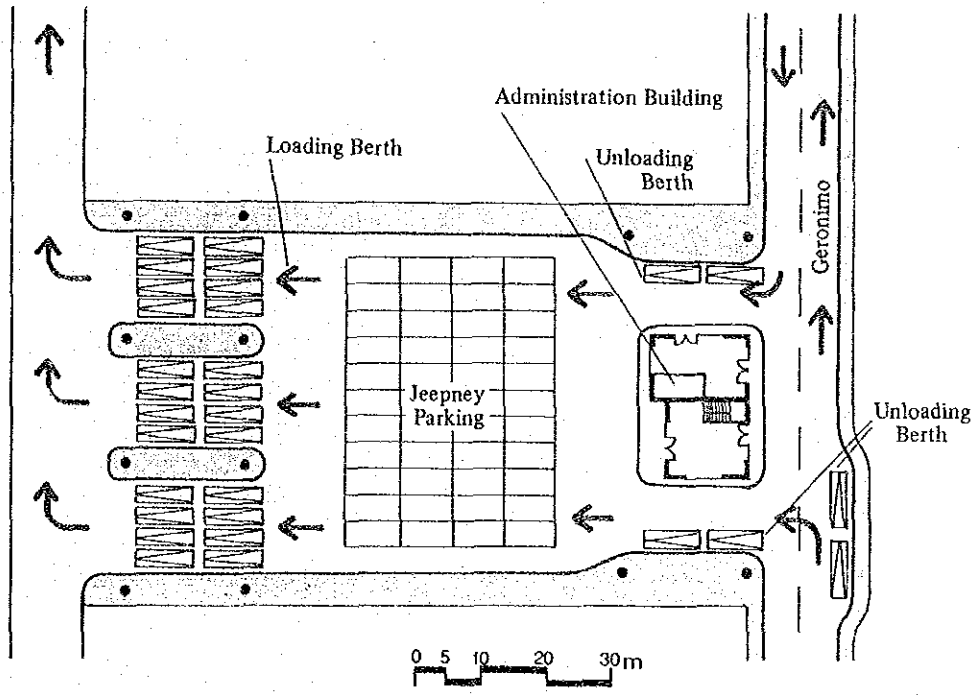 Administration Building
Loading Berth
Unloading
Berth
Geronimo
Jeepney
Parking
Unloading
Berth
0 5 10 20 30m